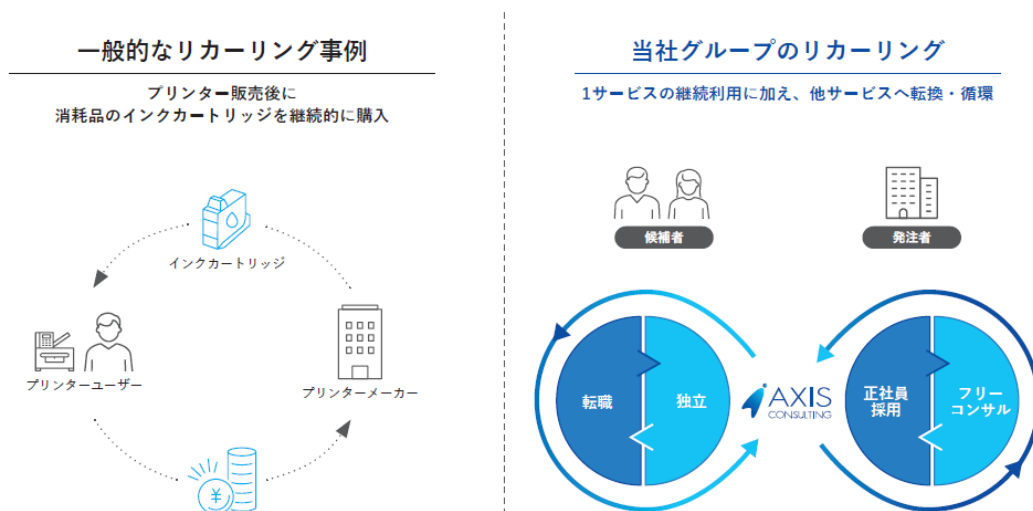 一般的なリカーリング事例
プリンター販売後に
消耗品のインクカートリッジを継続的に購入
インクカートリッジ
プリンターユーザー
プリンターメーカー
¥
当社グループのリカーリング
1サービスの継続利用に加え、他サービスへ転換・循環
候補者
発注者
転職
独立
AXIS
CONSULTING
正社員
採用
フリー
コンサル